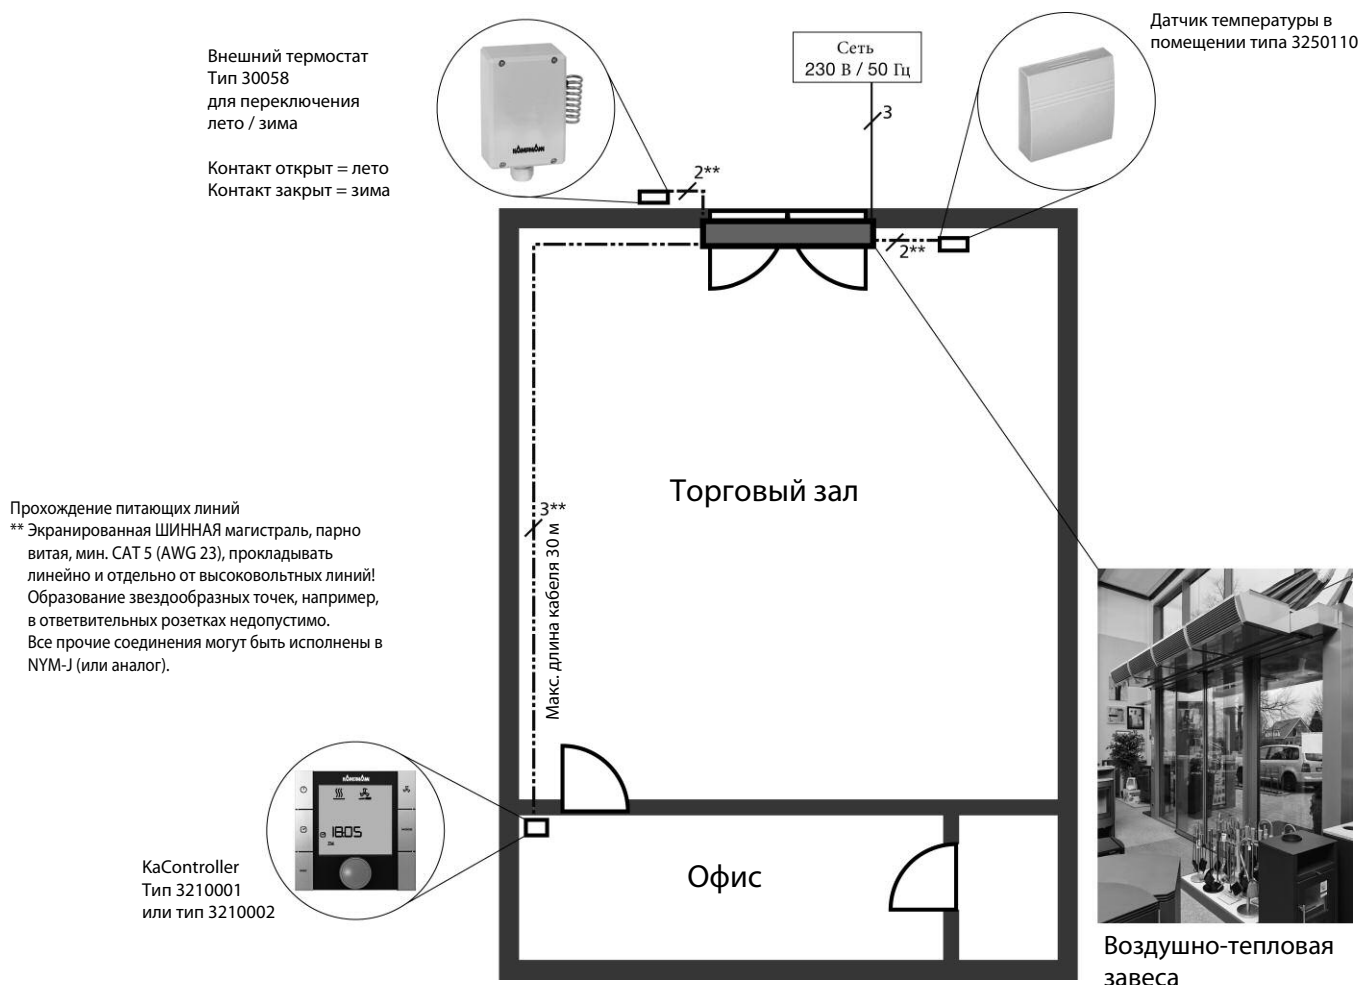 Внешний термостат
Тип 30058
для переключения
лето / зима
Контакт открыт = лето
Контакт закрыт = зима
KAMPMANN
Сеть
230 В / 50 Гц
3
Датчик температуры в
помещении типа 3250110
2**
2**
Торговый зал
3**
Макс. длина кабеля 30 м
Прохождение питающих линий
** Экранированная ШИННАЯ магистраль, парно
витая, мин. CAT 5 (AWG 23), прокладывать
линейно и отдельно от высоковольтных линий!
Образование звездообразных точек, например,
в ответвительных розетках недопустимо.
Все прочие соединения могут быть исполнены в
NYM-J (или аналог).
KAMPMANN
18:05
KaController
Тип 3210001
или тип 3210002
Офис
Воздушно-тепловая
завеса